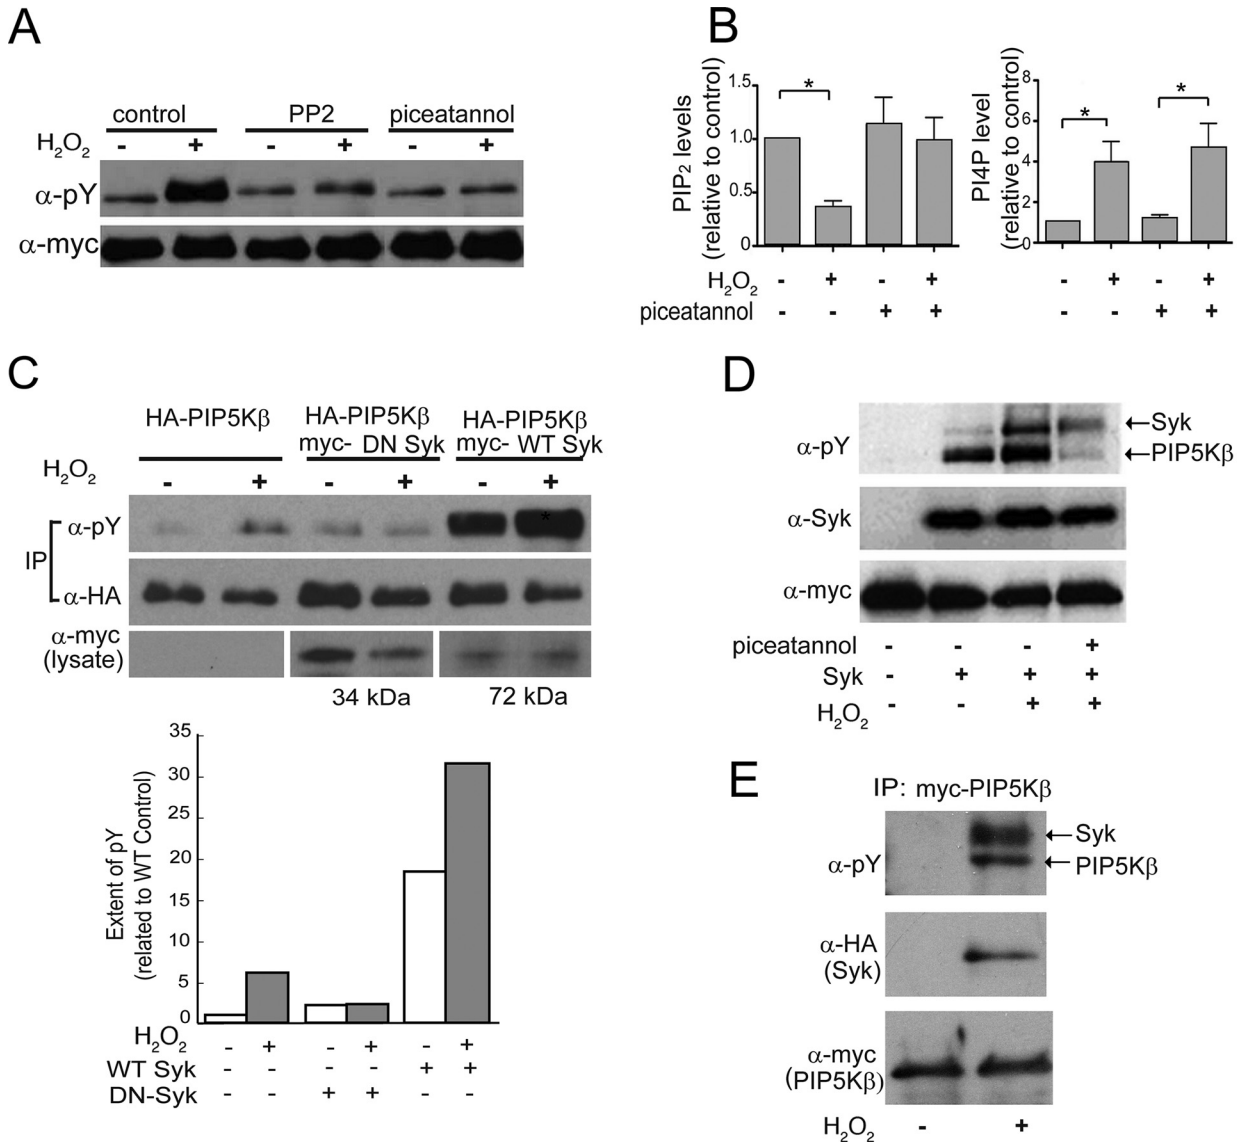 A
control PP2 piceatannol
H2O2 - + - + - +
α-pY
α-myc
B
PIP2 levels
(relative to control)
1.5
1.0
0.5
0
*
H2O2 - + - +
piceatannol - - + +
PI4P level
(relative to control)
8
6
4
2
0
* *
- + - +
- - + +
C
HA-PIP5Kβ
HA-PIP5Kβ
myc- DN Syk
HA-PIP5Kβ
myc- WT Syk
H2O2 - + - + - +
IP
α-pY
*
α-HA
α-myc
(lysate)
34 kDa 72 kDa
Extent of pY
(related to WT Control)
35
30
25
20
15
10
5
0
H2O2 - + - + - +
WT Syk - - - - + +
DN-Syk - - + + - -
D
α-pY
Syk
PIP5Kβ
α-Syk
α-myc
piceatannol - - - +
Syk - + + +
H2O2 - - + +
E
IP: myc-PIP5Kβ
α-pY
Syk
PIP5Kβ
α-HA
(Syk)
α-myc
(PIP5Kβ)
H2O2 - +